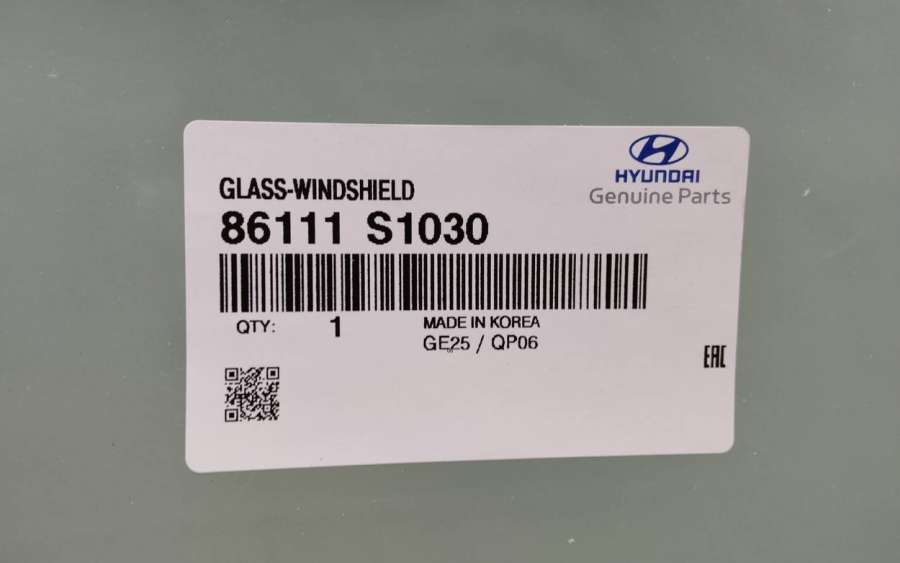 HYUNDAI
Genuine Parts
GLASS-WINDSHIELD
86111 S1030
QTY: 1 MADE IN KOREA
GE25 / QP06
EAC